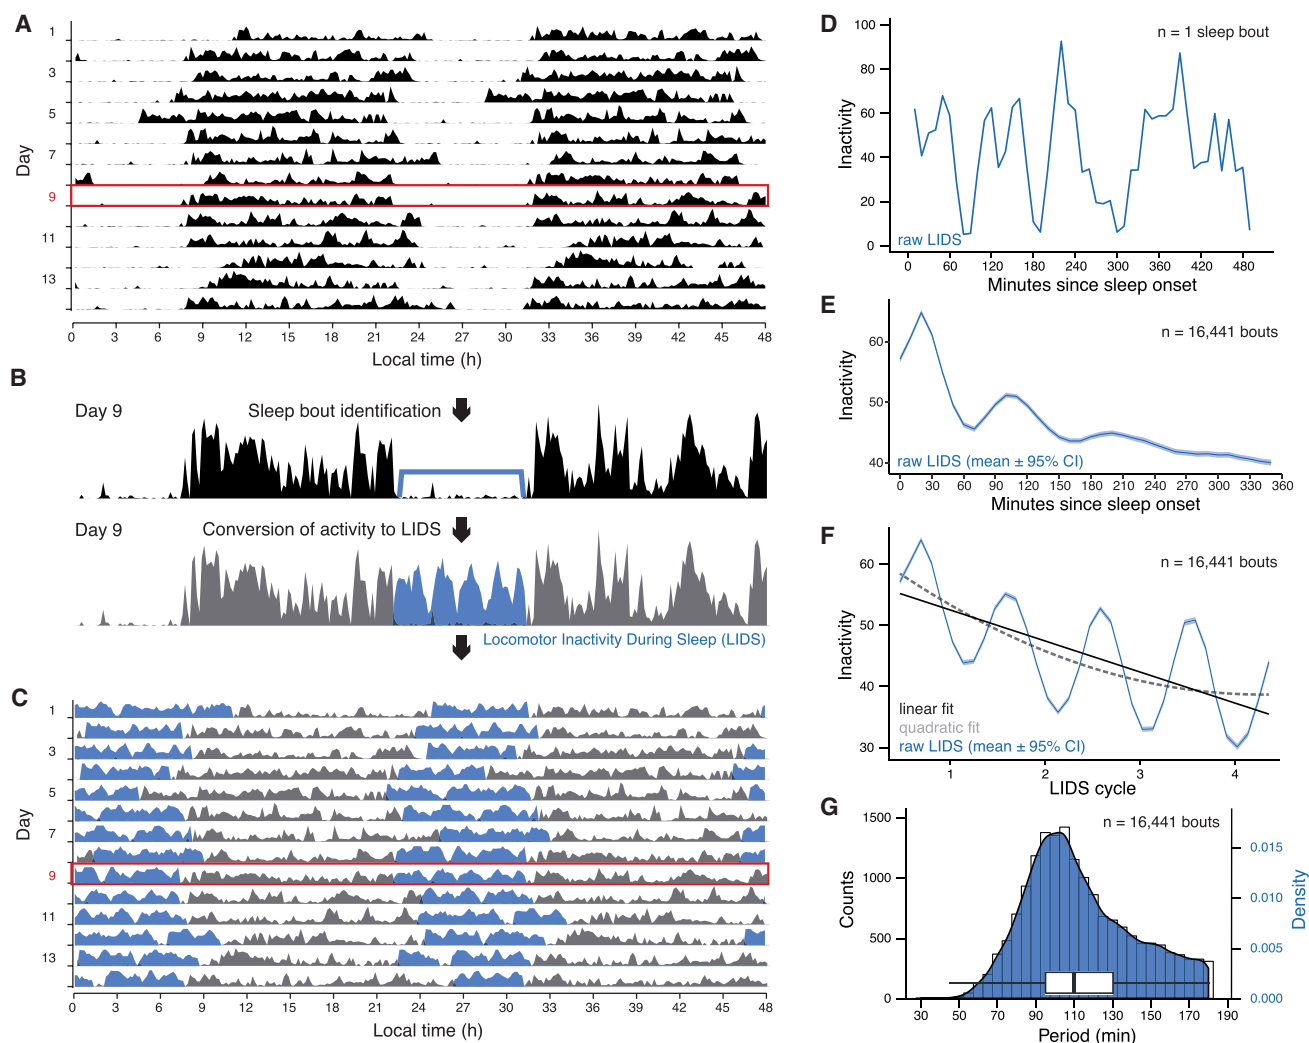 A
Day
1
3
5
7
9
11
13
0 3 6 9 12 15 18 21 24 27 30 33 36 39 42 45 48
Local time (h)
B
Day 9
Sleep bout identification
Day 9
Conversion of activity to LIDS
Locomotor Inactivity During Sleep (LIDS)
C
Day
1
3
5
7
9
11
13
0 3 6 9 12 15 18 21 24 27 30 33 36 39 42 45 48
Local time (h)
D
n = 1 sleep bout
Inactivity
100
80
60
40
20
0
raw LIDS
0 60 120 180 240 300 360 420 480
Minutes since sleep onset
E
n = 16,441 bouts
Inactivity
60
50
40
raw LIDS (mean ± 95% CI)
0 30 60 90 120 150 180 210 240 270 300 330 360
Minutes since sleep onset
F
n = 16,441 bouts
Inactivity
60
50
40
30
linear fit
quadratic fit
raw LIDS (mean ± 95% CI)
1 2 3 4
LIDS cycle
G
n = 16,441 bouts
Counts
1500
1000
500
0
0.015
0.010
0.005
0.000
Density
30 50 70 90 110 130 150 170 190
Period (min)